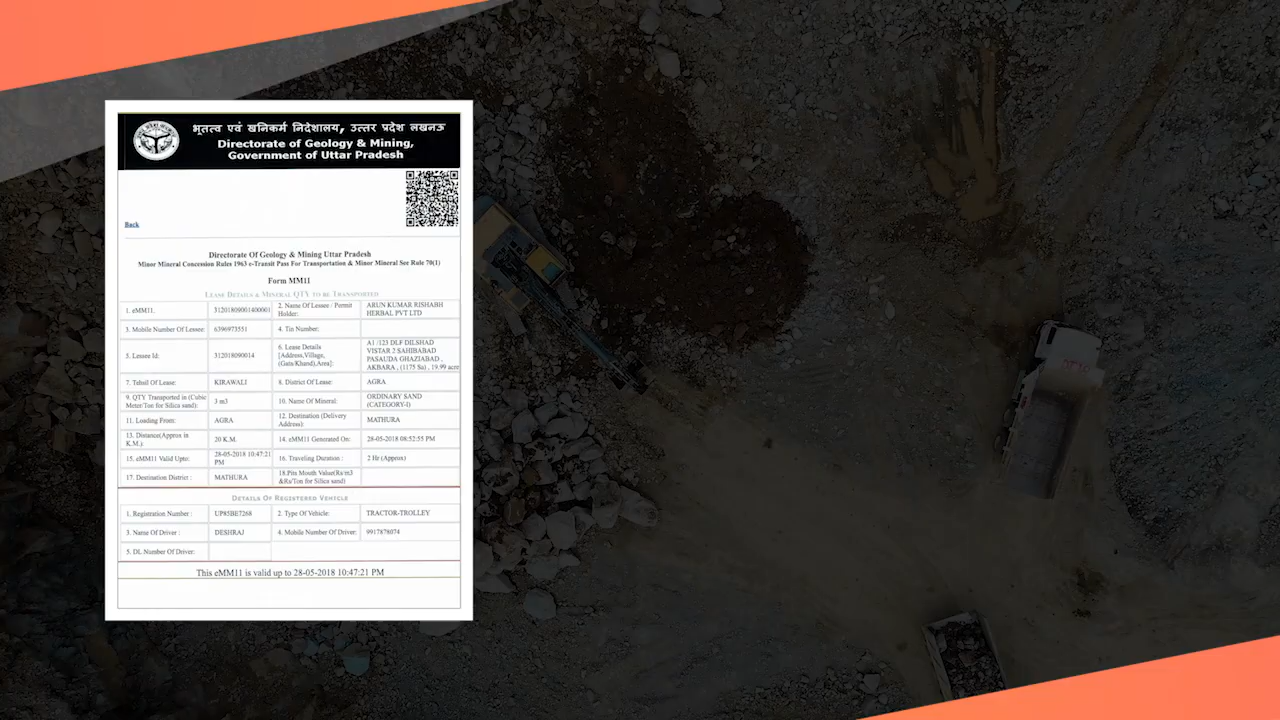 भूतत्व एवं खनिकर्म निदेशालय, उत्तर प्रदेश लखनऊ
Directorate of Geology & Mining,
Government of Uttar Pradesh
Back
Directorate Of Geology & Mining Uttar Pradesh
Minor Mineral Concession Rules 1963 e-Transit Pass For Transportation & Minor Mineral See Rule 70(1)
Form MM11
LEASE DETAILS & MINERAL QTY TO BE TRANSPORTED
1. eMM11. 31201809001400001 2. Name Of Lessee / Permit Holder: ARUN KUMAR RISHABH HERBAL PVT LTD
3. Mobile Number Of Lessee: 6396973551 4. Tin Number:
5. Lessee Id: 312018090014 6. Lease Details [Address,Village,(Gata/Khand),Area]: A1 /123 DLF DILSHAD VISTAR 2 SAHIBABAD PASAUDA GHAZIABAD , AKBARA , (1175 Sa) , 19.99 acre
7. Tehsil Of Lease: KIRAWALI 8. District Of Lease: AGRA
9. QTY Transported in (Cubic Meter/Ton for Silica sand): 3 m3 10. Name Of Mineral: ORDINARY SAND (CATEGORY-I)
11. Loading From: AGRA 12. Destination (Delivery Address): MATHURA
13. Distance(Approx in K.M.): 20 K.M. 14. eMM11 Generated On: 28-05-2018 08:52:55 PM
15. eMM11 Valid Upto: 28-05-2018 10:47:21 PM 16. Traveling Duration : 2 Hr (Approx)
17. Destination District : MATHURA 18.Pits Mouth Value(Rs/m3 &Rs/Ton for Silica sand)
DETAILS OF REGISTERED VEHICLE
1. Registration Number : UP85BE7268 2. Type Of Vehicle: TRACTOR-TROLLEY
3. Name Of Driver : DESHRAJ 4. Mobile Number Of Driver: 9917878074
5. DL Number Of Driver:
This eMM11 is valid up to 28-05-2018 10:47:21 PM